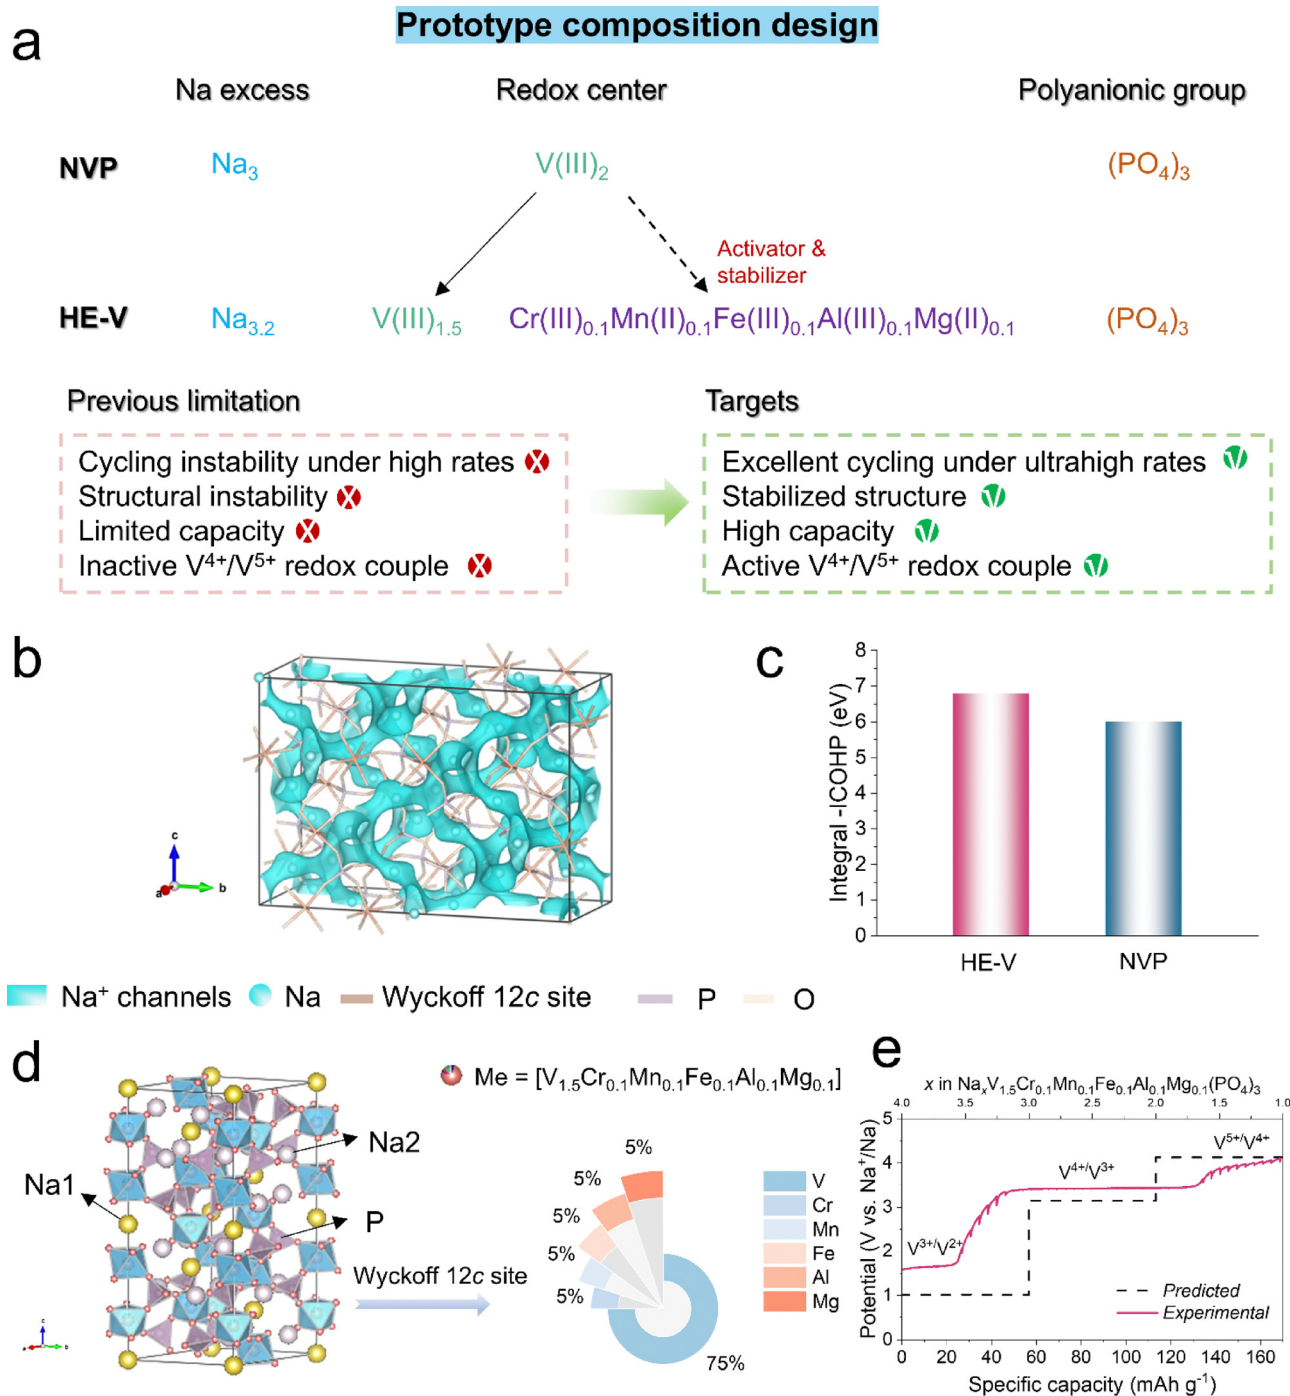 Prototype composition design
a
Na excess Redox center Polyanionic group
NVP Na₃ V(III)₂ (PO₄)₃
Activator &
stabilizer
HE-V Na₃.₂ V(III)₁.₅ Cr(III)₀.₁Mn(II)₀.₁Fe(III)₀.₁Al(III)₀.₁Mg(II)₀.₁ (PO₄)₃
Previous limitation
Cycling instability under high rates X
Structural instability X
Limited capacity X
Inactive V⁴⁺/V⁵⁺ redox couple X
Targets
Excellent cycling under ultrahigh rates √
Stabilized structure √
High capacity √
Active V⁴⁺/V⁵⁺ redox couple √
b
c
a
b
Na⁺ channels Na Wyckoff 12c site P O
c
Integral -ICOHP (eV)
8
7
6
5
4
3
2
1
0
HE-V NVP
d
Me = [V₁.₅Cr₀.₁Mn₀.₁Fe₀.₁Al₀.₁Mg₀.₁]
Na1
Na2
P
Wyckoff 12c site
c
a
b
5%
5%
5%
5%
5%
75%
V
Cr
Mn
Fe
Al
Mg
e
x in NaₓV₁.₅Cr₀.₁Mn₀.₁Fe₀.₁Al₀.₁Mg₀.₁(PO₄)₃
4.0 3.5 3.0 2.5 2.0 1.5 1.0
Potential (V vs. Na⁺/Na)
5
4
3
2
1
0
V³⁺/V²⁺
V⁴⁺/V³⁺
V⁵⁺/V⁴⁺
Predicted
Experimental
0 20 40 60 80 100 120 140 160
Specific capacity (mAh g⁻¹)